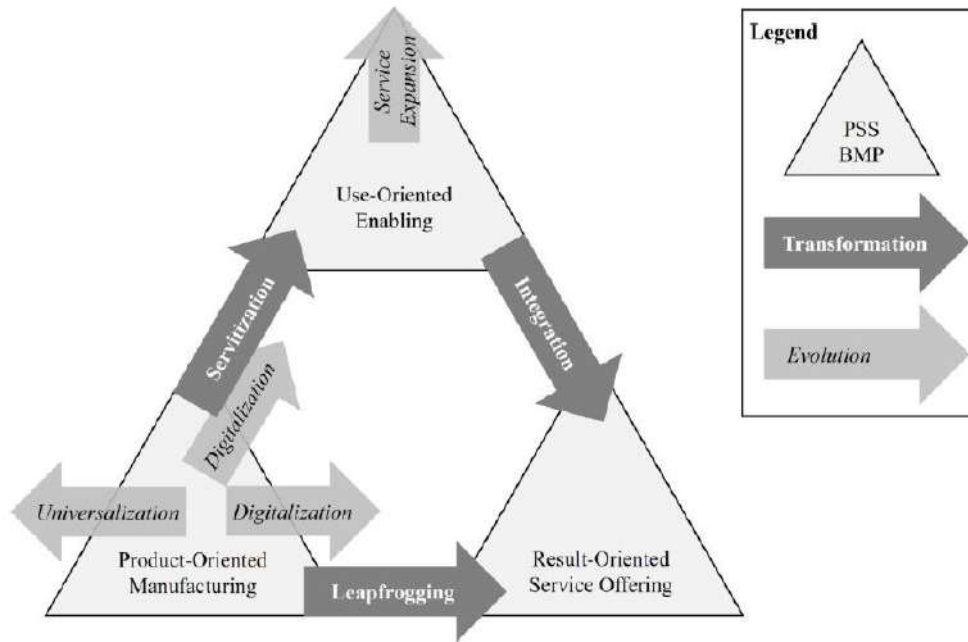 Service
Expansion
Use-Oriented
Enabling
Servitization
Integration
Digitalization
Universalization
Digitalization
Product-Oriented
Manufacturing
Leapfrogging
Result-Oriented
Service Offering
Legend
PSS
BMP
Transformation
Evolution